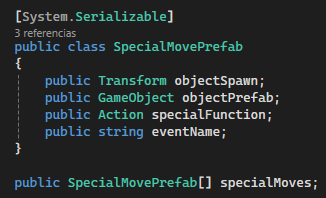 [System.Serializable]
3 referencias
public class SpecialMovePrefab
{
public Transform objectSpawn;
public GameObject objectPrefab;
public Action specialFunction;
public string eventName;
}
public SpecialMovePrefab[] specialMoves;